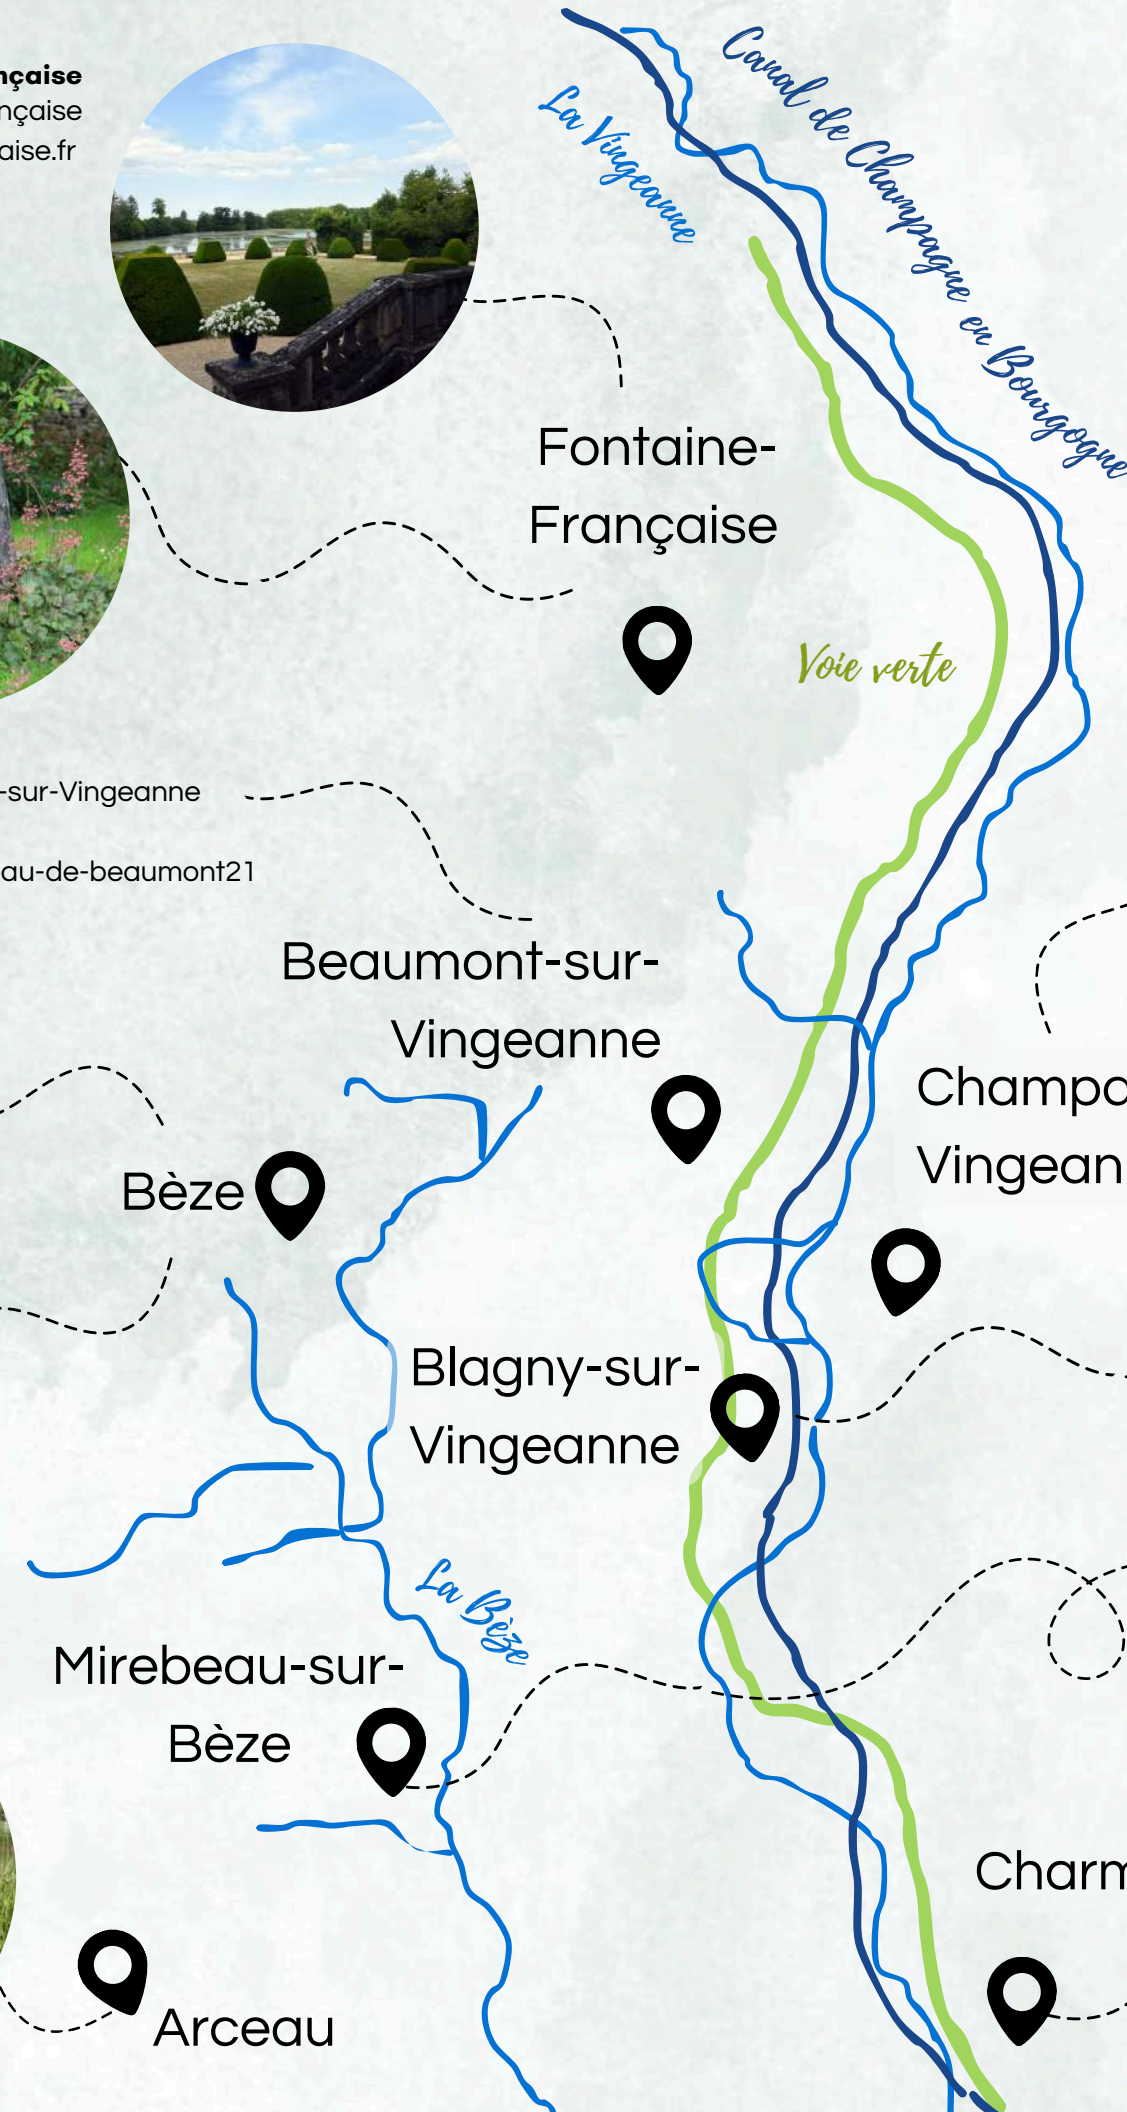 nçaise
nçaise
aise.fr
La Vingeanne
Canal de Champagne en Bourgogne
Fontaine-
Française
Voie verte
-sur-Vingeanne
au-de-beaumont21
Beaumont-sur-
Vingeanne
Champa
Vingean
Bèze
Blagny-sur-
Vingeanne
La Bèze
Mirebeau-sur-
Bèze
Charm
Arceau